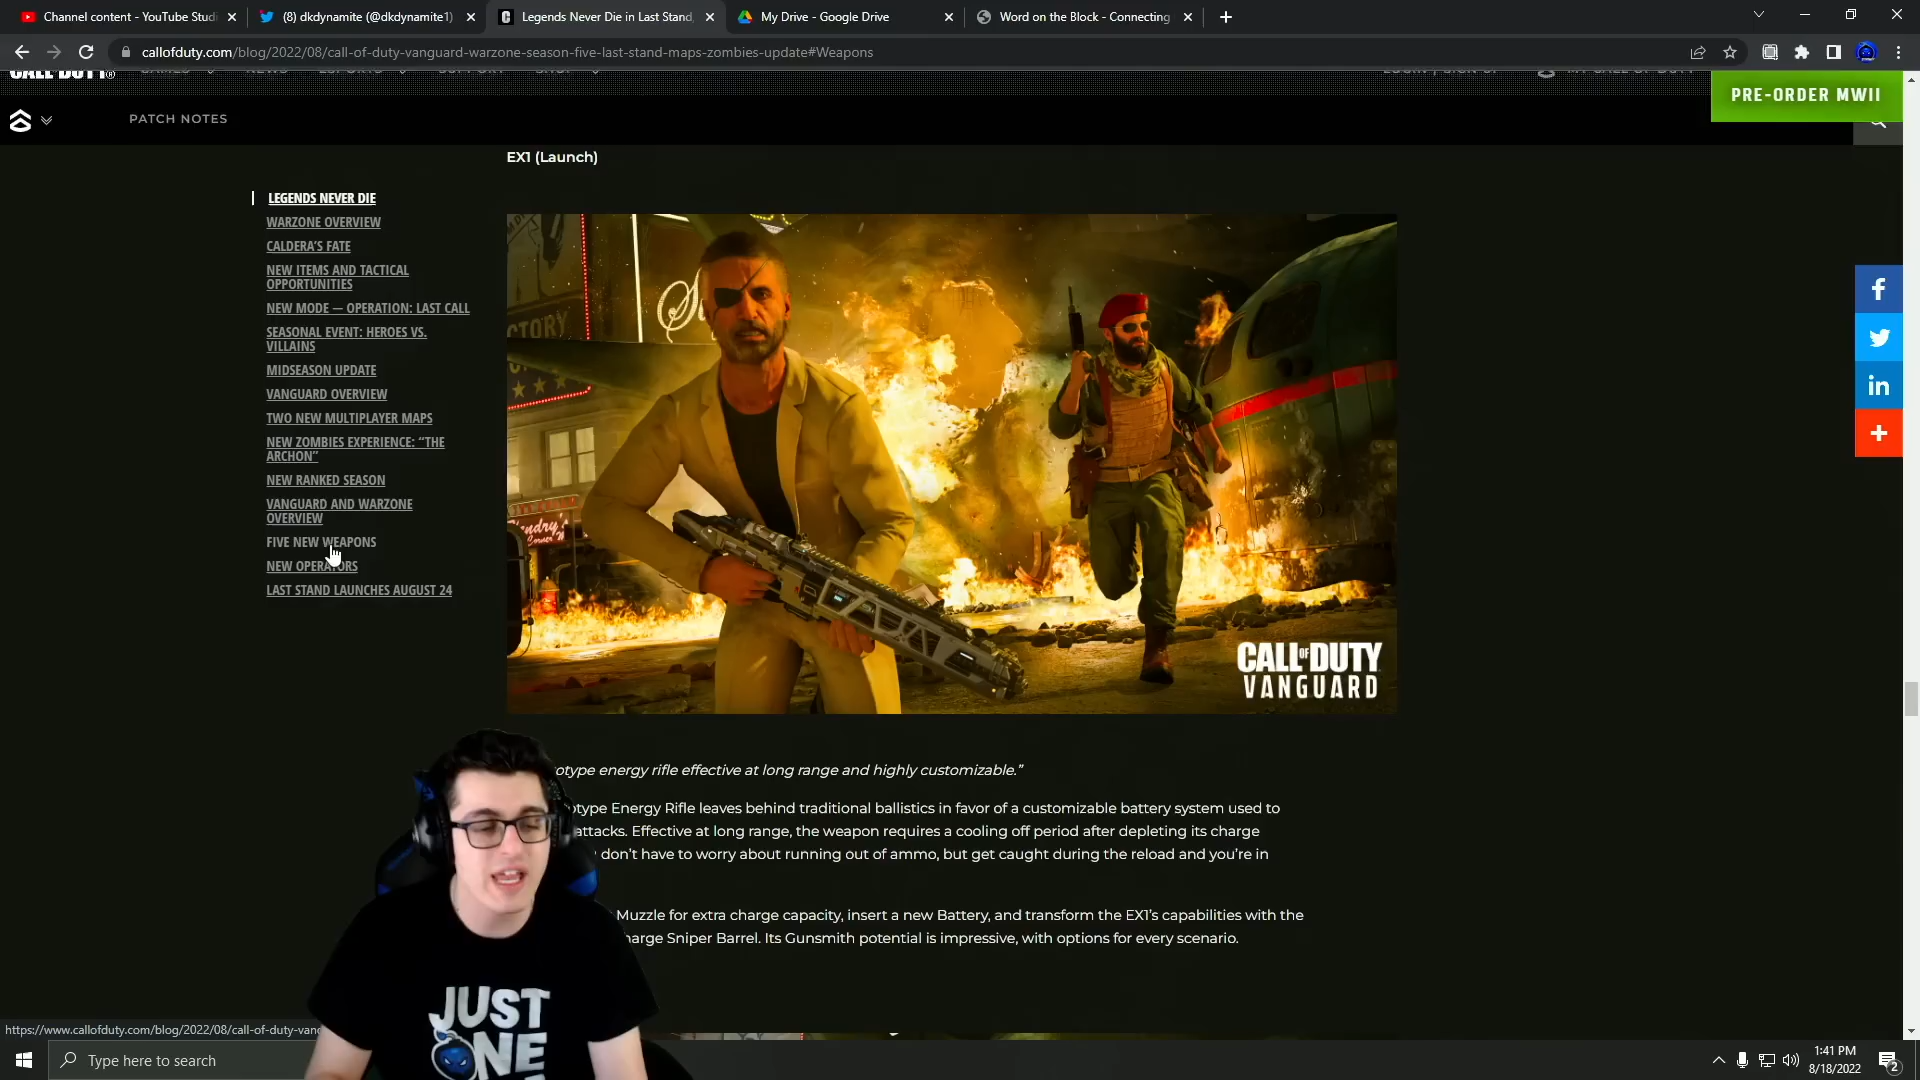 Channel content - YouTube Studi
(8) dkdynamite (@dkdynamite1)
Legends Never Die in Last Stand,
My Drive - Google Drive
Word on the Block - Connecting
callofduty.com/blog/2022/08/call-of-duty-vanguard-warzone-season-five-last-stand-maps-zombies-update#Weapons
PRE-ORDER MWII
PATCH NOTES
EX1 (Launch)
LEGENDS NEVER DIE
WARZONE OVERVIEW
CALDERA'S FATE
NEW ITEMS AND TACTICAL
OPPORTUNITIES
NEW MODE — OPERATION: LAST CALL
SEASONAL EVENT: HEROES VS.
VILLAINS
MIDSEASON UPDATE
VANGUARD OVERVIEW
TWO NEW MULTIPLAYER MAPS
NEW ZOMBIES EXPERIENCE: “THE
ARCHON”
NEW RANKED SEASON
VANGUARD AND WARZONE
OVERVIEW
FIVE NEW WEAPONS
NEW OPERATORS
LAST STAND LAUNCHES AUGUST 24
CALL OF DUTY
VANGUARD
otype energy rifle effective at long range and highly customizable.”
otype Energy Rifle leaves behind traditional ballistics in favor of a customizable battery system used to
attacks. Effective at long range, the weapon requires a cooling off period after depleting its charge
don't have to worry about running out of ammo, but get caught during the reload and you're in
Muzzle for extra charge capacity, insert a new Battery, and transform the EX1's capabilities with the
harge Sniper Barrel. Its Gunsmith potential is impressive, with options for every scenario.
JUST
ONE
https://www.callofduty.com/blog/2022/08/call-of-duty-van
Type here to search
1:41 PM
8/18/2022
2